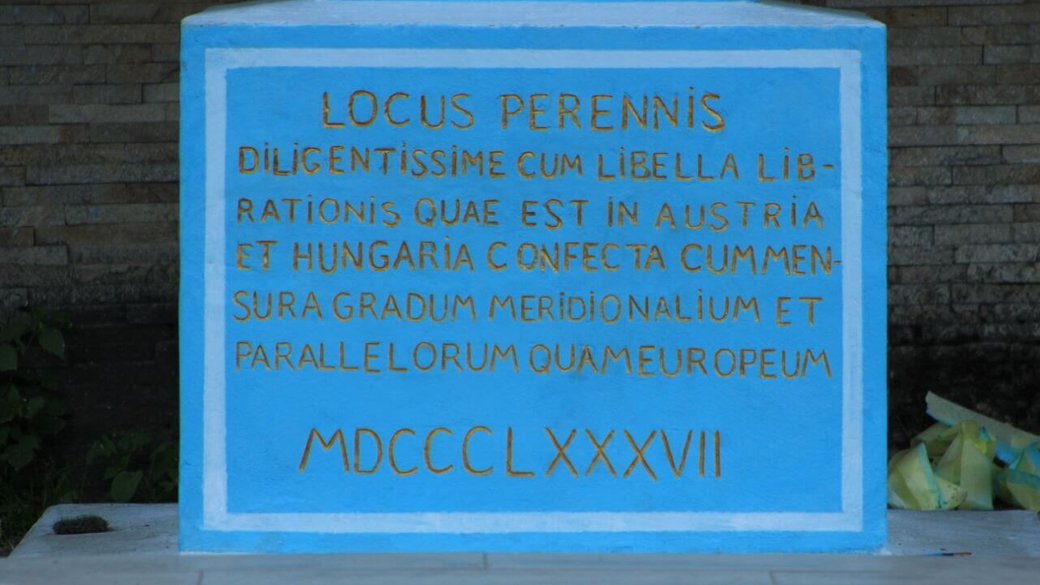 LOCUS PERENNIS
DILIGENTISSIME CUM LIBELLA LIB-
RATIONIS QUAE EST IN AUSTRIA
ET HUNGARIA CONFECTA CUMMEN-
SURA GRADUM MERIDIONALIUM ET
PARALLELORUM QUAMEUROPEUM
MDCCCLXXXVII